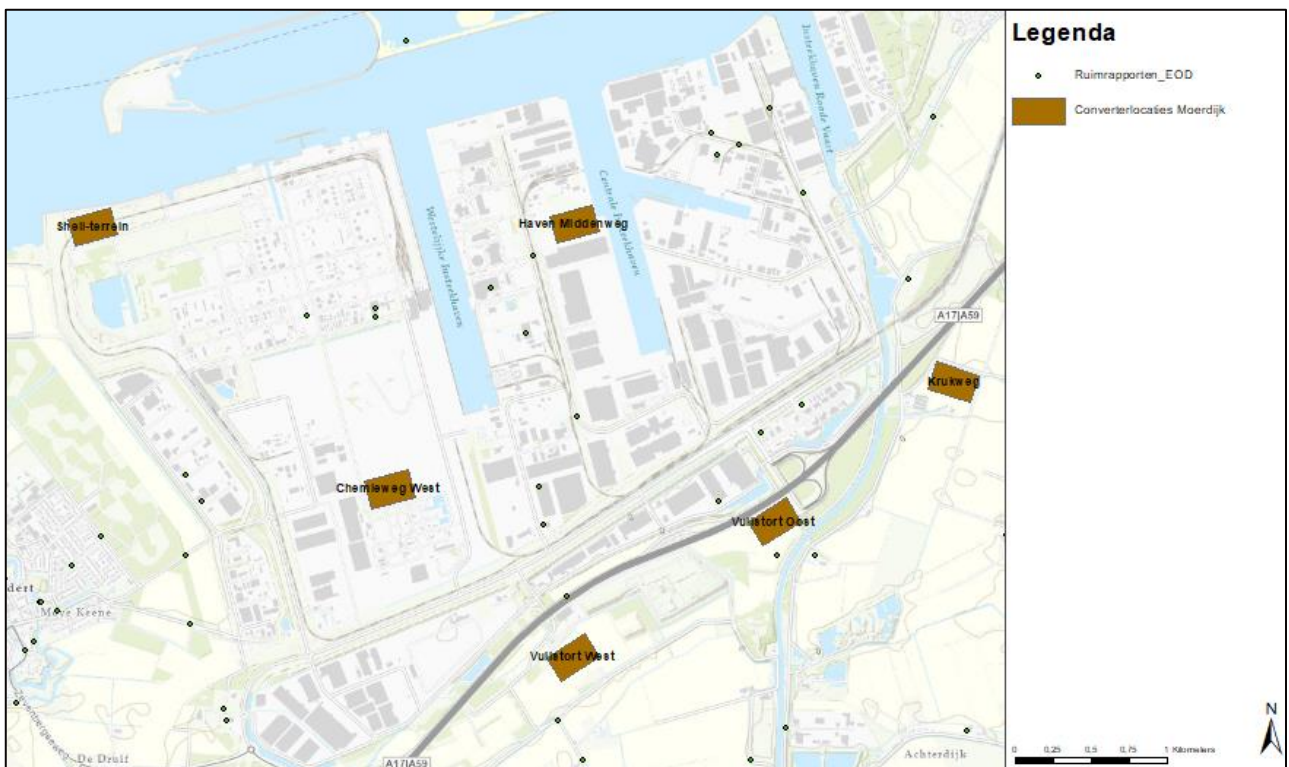 Legenda
Ruimrapporten_EOD
Converterlocaties Moerdijk
Insteekhaven Roode Vaart
Shell-terrein
Haven Middenweg
Westelijke Insteekhaven
Centrale Insteekhaven
A17|A59
Krukweg
Chemieweg West
Vuilstort Oost
dert
Moye Keene
Vuilstort West
Zevenbergseweg
De Druif
A17|A59
Achterdijk
N
0 0,25 0,5 0,75 1 Kilometers